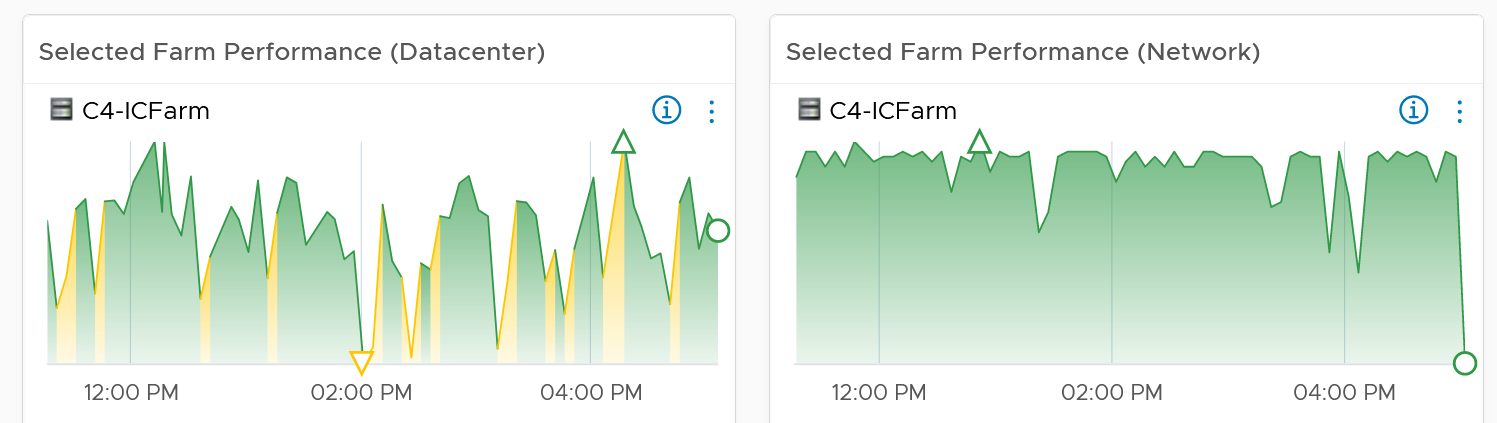 Selected Farm Performance (Datacenter)
C4-ICFarm
12:00 PM
02:00 PM
04:00 PM
Selected Farm Performance (Network)
C4-ICFarm
12:00 PM
02:00 PM
04:00 PM